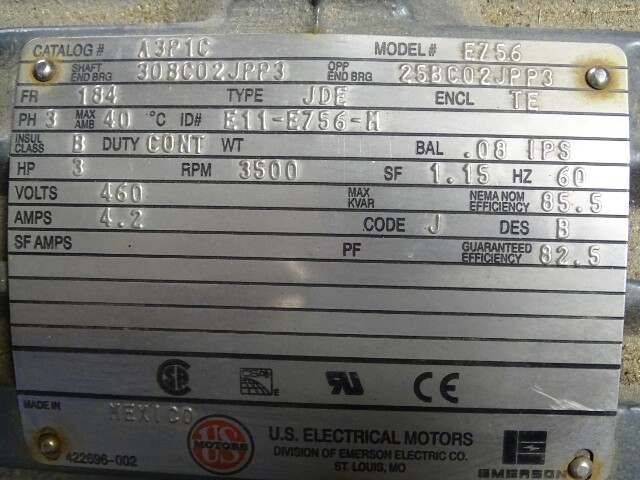 CATALOG # A3P1C MODEL # E756
SHAFT END BRG 30BC02JPP3 OPP END BRG 25BC02JPP3
FR 184 TYPE JDE ENCL TE
PH 3 MAX AMB 40 °C ID# E11-E756-M
INSUL CLASS B DUTY CONT WT BAL .08 IPS
HP 3 RPM 3500 SF 1.15 HZ 60
VOLTS 460 MAX KVAR NEMA NOM EFFICIENCY 85.5
AMPS 4.2 CODE J DES B
SF AMPS PF GUARANTEED EFFICIENCY 82.5
SA E UR CE
MADE IN MEXICO
US MOTORS
U.S. ELECTRICAL MOTORS
DIVISION OF EMERSON ELECTRIC CO.
ST. LOUIS, MO
EMERSON
422696-002